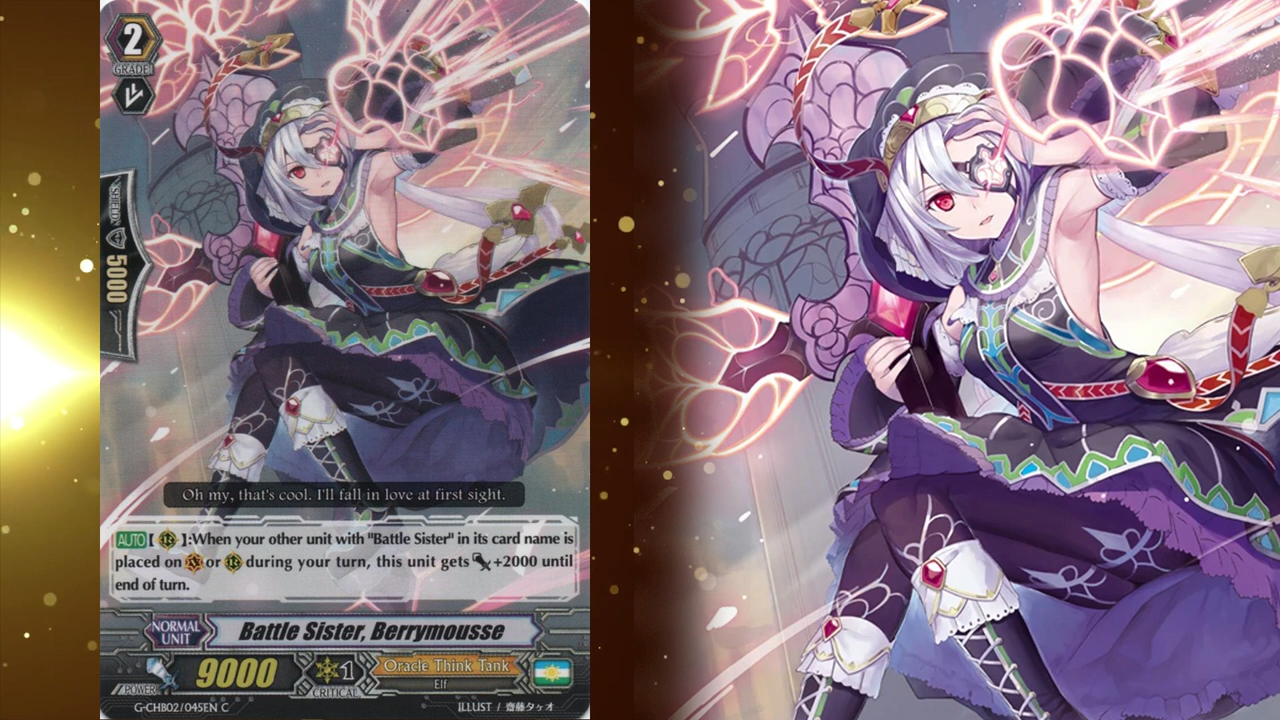 2
GRADE
SHIELD
5000
Oh my, that's cool. I'll fall in love at first sight.
AUTO【 R 】:When your other unit with "Battle Sister" in its card name is
placed on V or R during your turn, this unit gets +2000 until
end of turn.
NORMAL
UNIT
Battle Sister, Berrymousse
POWER
9000
1
CRITICAL
Oracle Think Tank
Elf
G-CHB02/045EN C
ILLUST / 齋藤タケオ